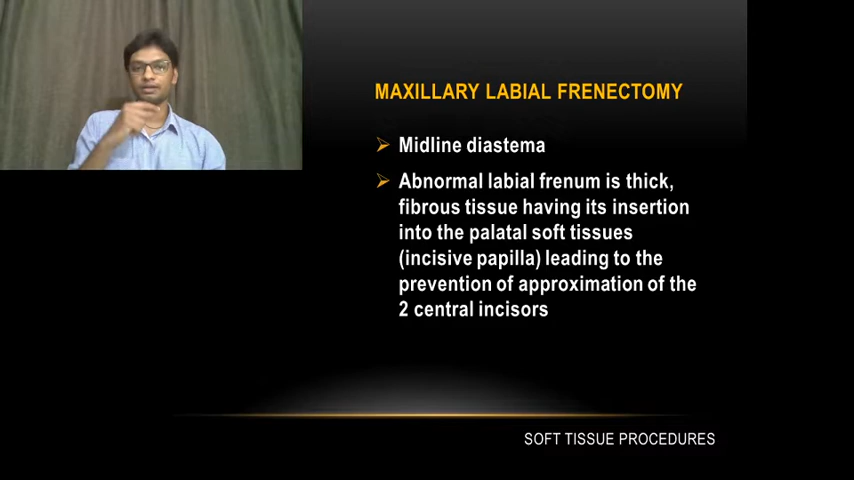 MAXILLARY LABIAL FRENECTOMY
Midline diastema
Abnormal labial frenum is thick,
fibrous tissue having its insertion
into the palatal soft tissues
(incisive papilla) leading to the
prevention of approximation of the
2 central incisors
SOFT TISSUE PROCEDURES